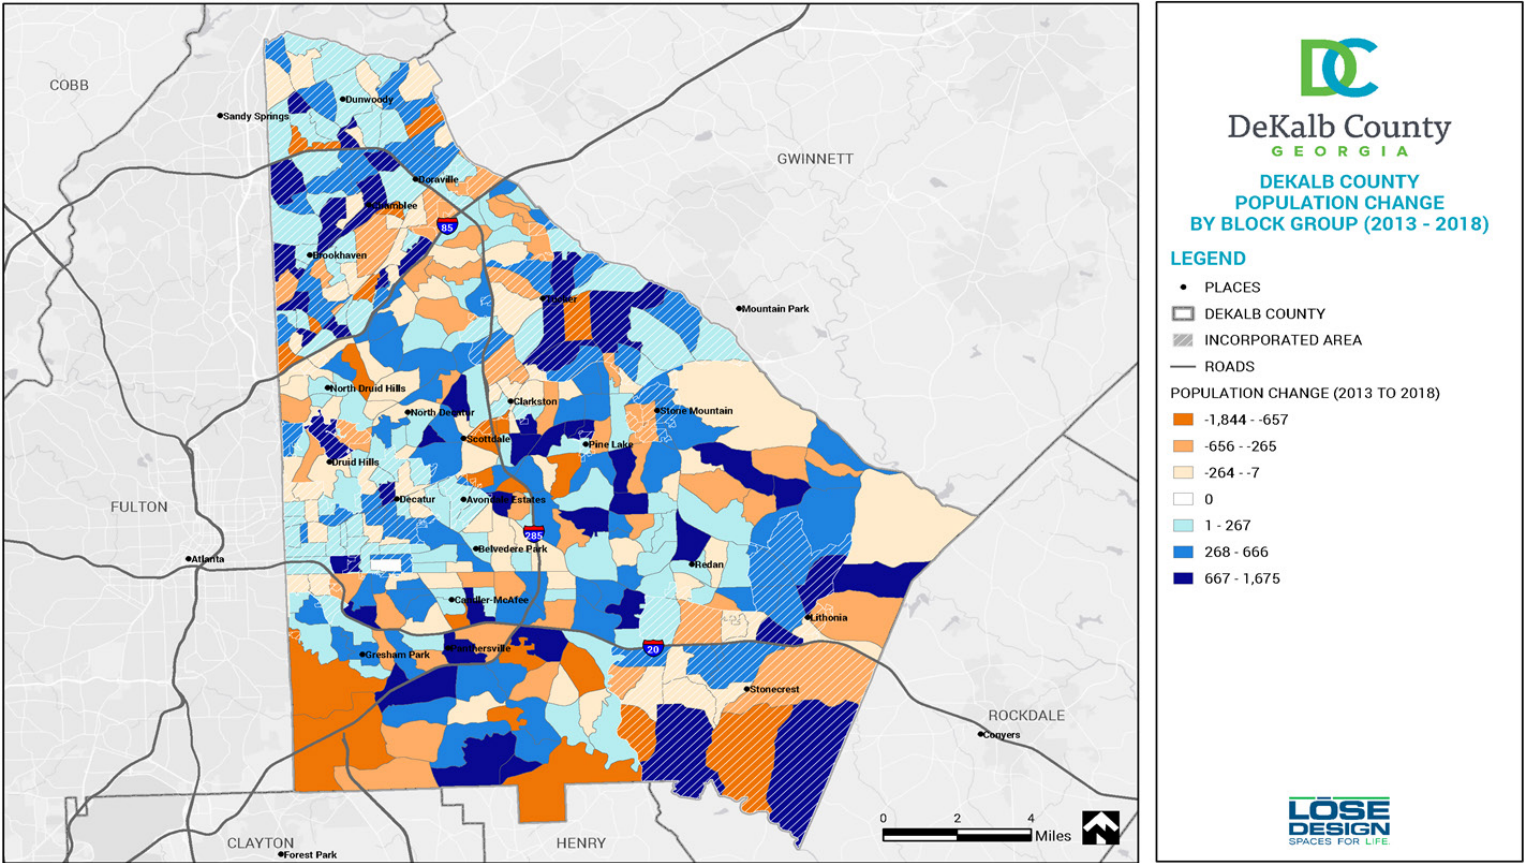 COBB
Sandy Springs
Dunwoody
GWINNETT
Doraville
Chamblee
85
Brookhaven
Tucker
Mountain Park
North Druid Hills
Clarkston
North Decatur
Stone Mountain
Scottdale
Pine Lake
Druid Hills
Decatur
Avondale Estates
FULTON
285
Belvedere Park
Atlanta
Redan
Candler-McAfee
Lithonia
Gresham Park
Panthersville
20
Stonecrest
ROCKDALE
Conyers
CLAYTON
Forest Park
HENRY
0 2 4
Miles
DC
DeKalb County
GEORGIA
DEKALB COUNTY
POPULATION CHANGE
BY BLOCK GROUP (2013 - 2018)
LEGEND
PLACES
DEKALB COUNTY
INCORPORATED AREA
ROADS
POPULATION CHANGE (2013 TO 2018)
-1,844 - -657
-656 - -265
-264 - -7
0
1 - 267
268 - 666
667 - 1,675
LOSE
DESIGN
SPACES FOR LIFE.